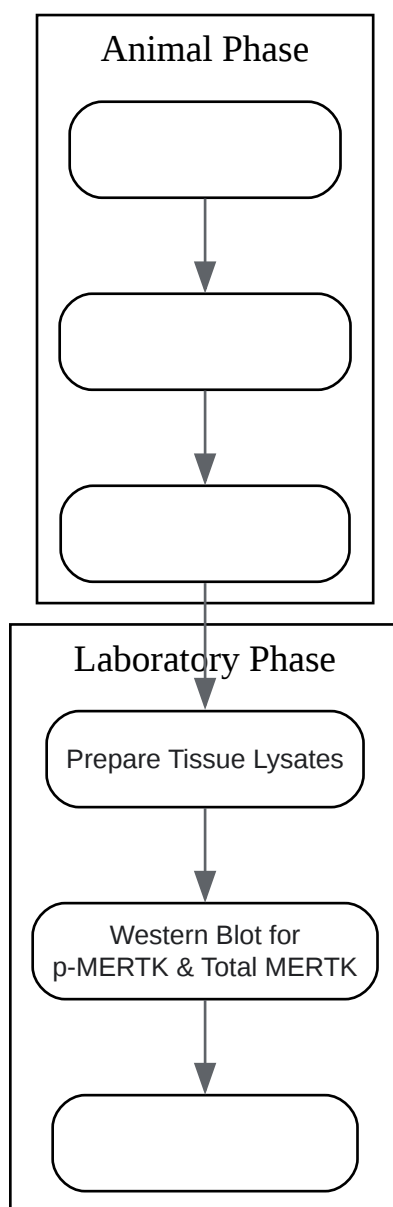 Animal Phase
Laboratory Phase
Prepare Tissue Lysates
Western Blot for
p-MERTK & Total MERTK